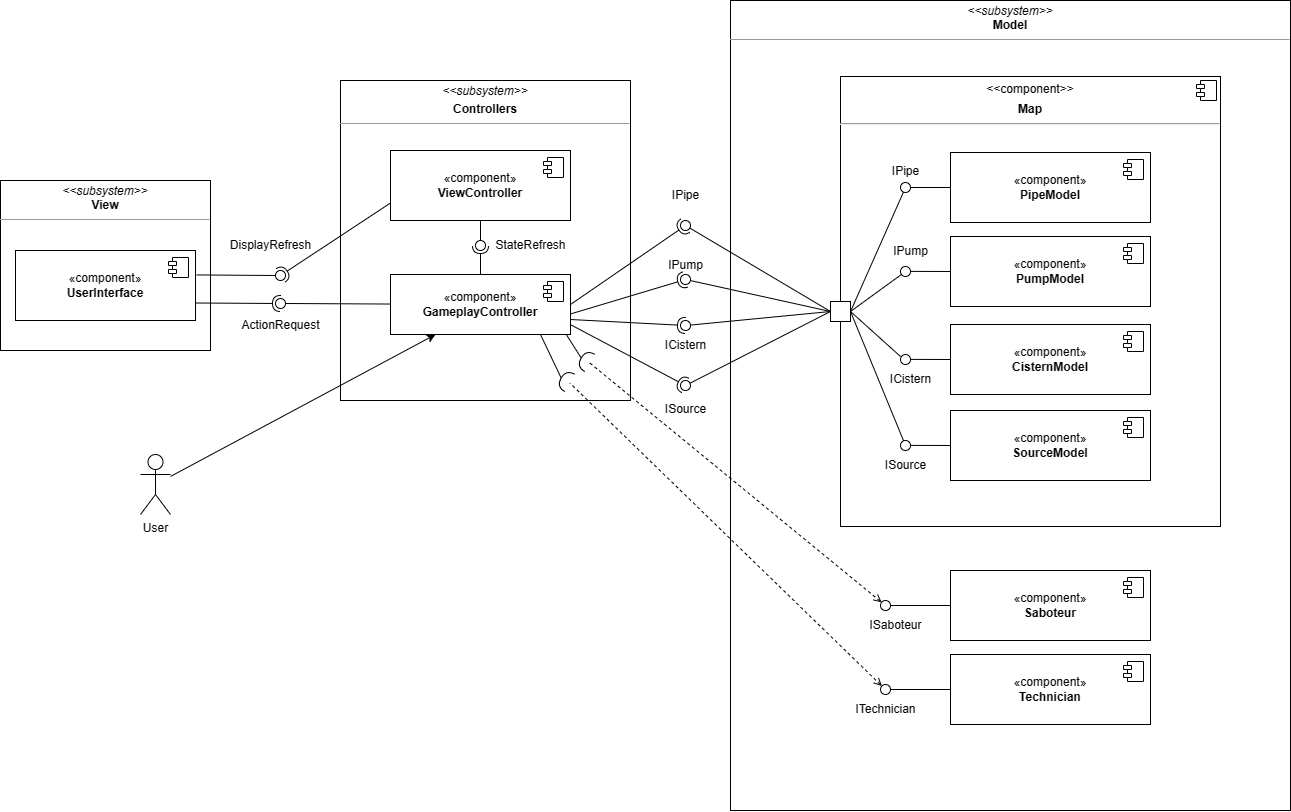 <<subsystem>>
Model
<<component>>
Map
IPipe
«component»
PipeModel
IPump
«component»
PumpModel
«component»
CisternModel
ICistern
«component»
SourceModel
ISource
«component»
Saboteur
ISaboteur
«component»
Technician
ITechnician
<<subsystem>>
Controllers
«component»
ViewController
StateRefresh
«component»
GameplayController
IPipe
IPump
ICistern
ISource
<<subsystem>>
View
«component»
UserInterface
DisplayRefresh
ActionRequest
User